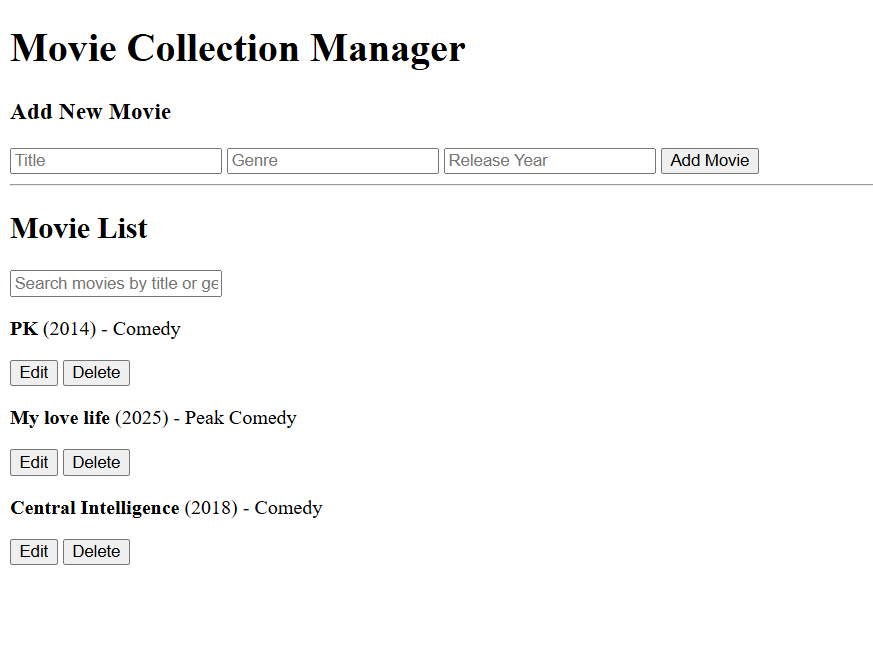 Movie Collection Manager
Add New Movie
Title Genre Release Year Add Movie
Movie List
Search movies by title or ge
PK (2014) - Comedy
Edit Delete
My love life (2025) - Peak Comedy
Edit Delete
Central Intelligence (2018) - Comedy
Edit Delete